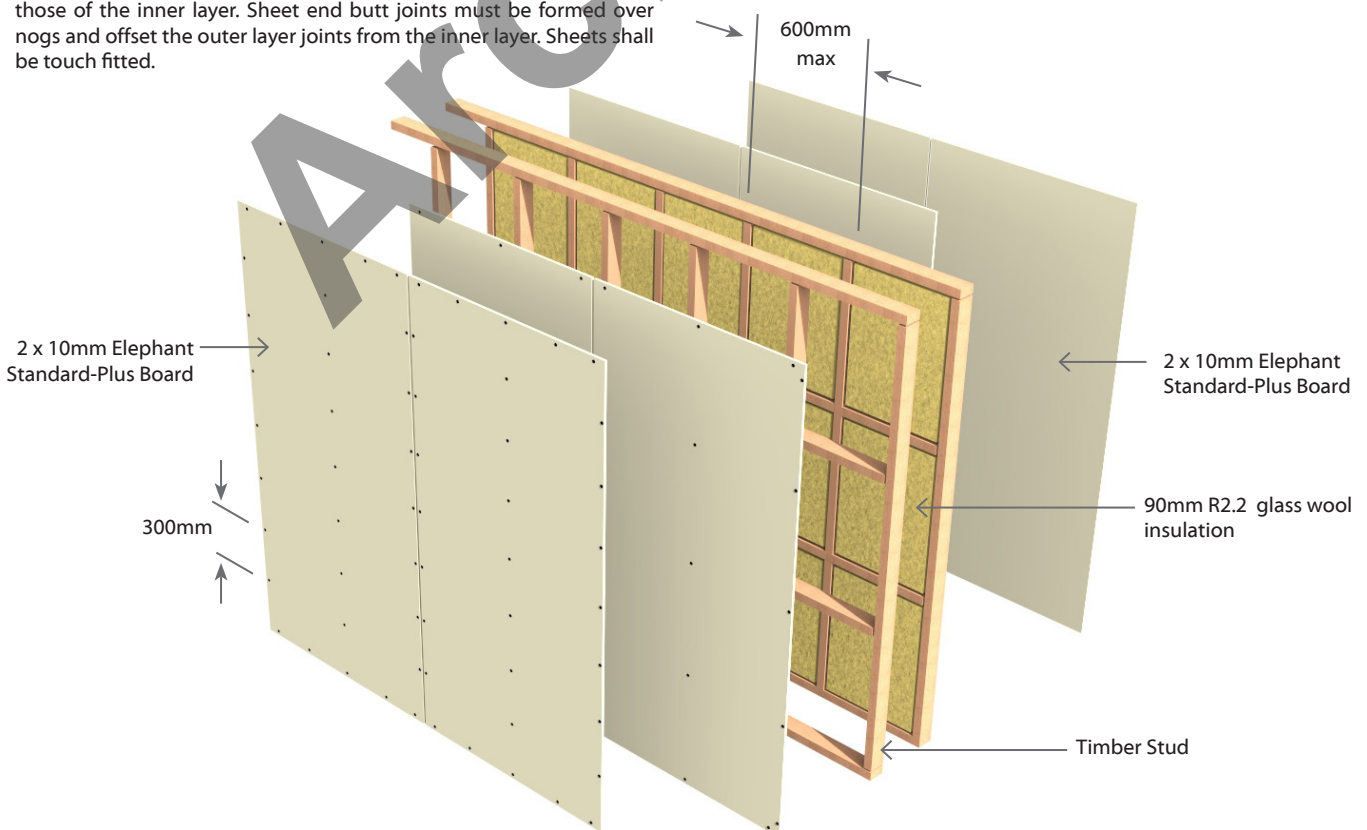 those of the inner layer. Sheet end butt joints must be formed over
nogs and offset the outer layer joints from the inner layer. Sheets shall
be touch fitted.
600mm
max
2 x 10mm Elephant
Standard-Plus Board
2 x 10mm Elephant
Standard-Plus Board
300mm
90mm R2.2 glass wool
insulation
Timber Stud